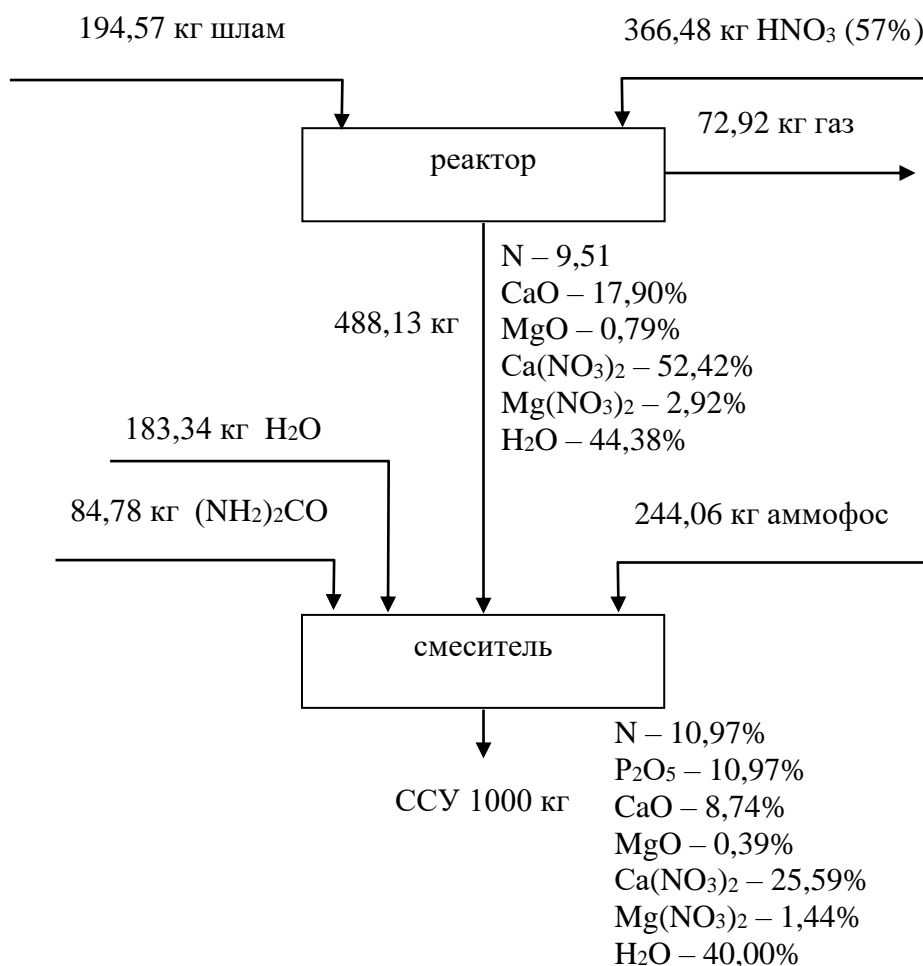 194,57 кг шлам
366,48 кг HNO3 (57%)
72,92 кг газ
реактор
N – 9,51
CaO – 17,90%
MgO – 0,79%
Ca(NO3)2 – 52,42%
Mg(NO3)2 – 2,92%
H2O – 44,38%
488,13 кг
183,34 кг H2O
84,78 кг (NH2)2CO
244,06 кг аммофос
смеситель
N – 10,97%
P2O5 – 10,97%
CaO – 8,74%
MgO – 0,39%
Ca(NO3)2 – 25,59%
Mg(NO3)2 – 1,44%
H2O – 40,00%
ССУ 1000 кг